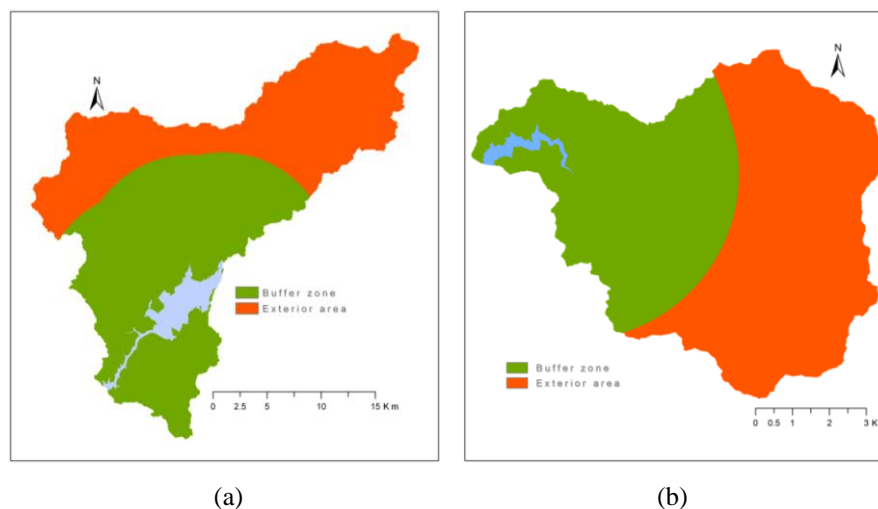 N
Buffer zone
Exterior area
0 2.5 5 10 15 Km
(a)
N
Buffer zone
Exterior area
0 0.5 1 2 3 K
(b)